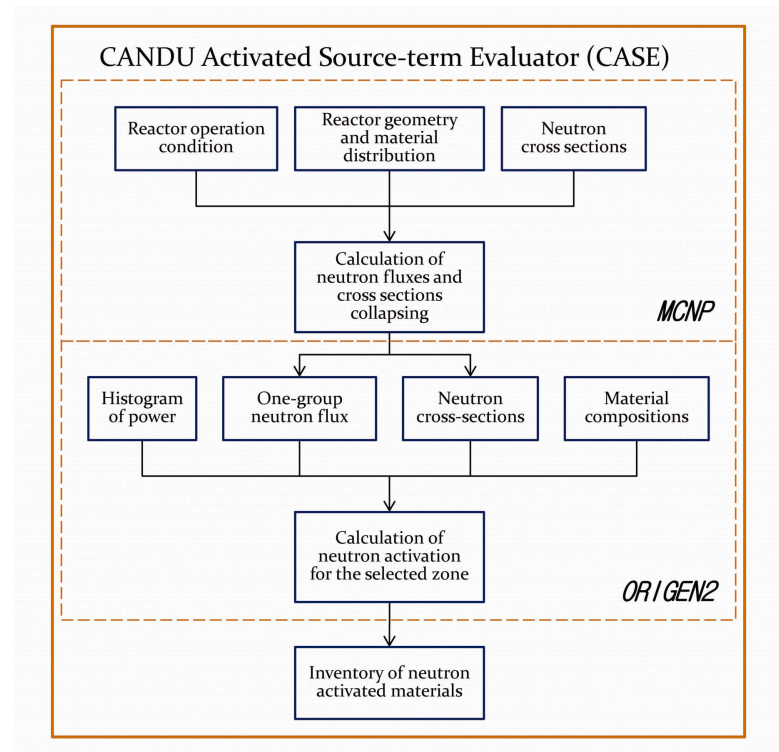 CANDU Activated Source-term Evaluator (CASE)
Reactor operation
condition
Reactor geometry
and material
distribution
Neutron
cross sections
Calculation of
neutron fluxes and
cross sections
collapsing
MCNP
Histogram
of power
One-group
neutron flux
Neutron
cross-sections
Material
compositions
Calculation of
neutron activation
for the selected zone
ORIGEN2
Inventory of neutron
activated materials